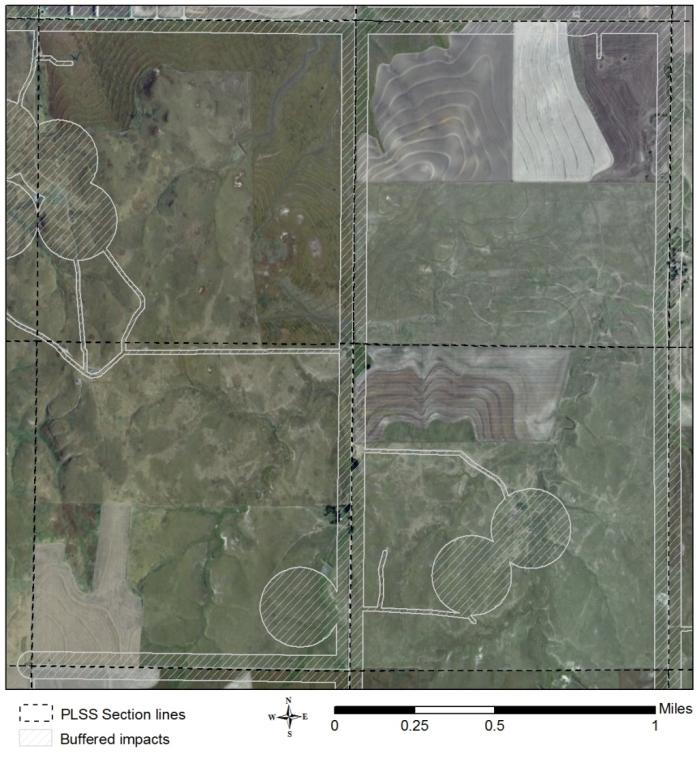 PLSS Section lines
Buffered impacts
N
W E
S
0 0.25 0.5 1
Miles